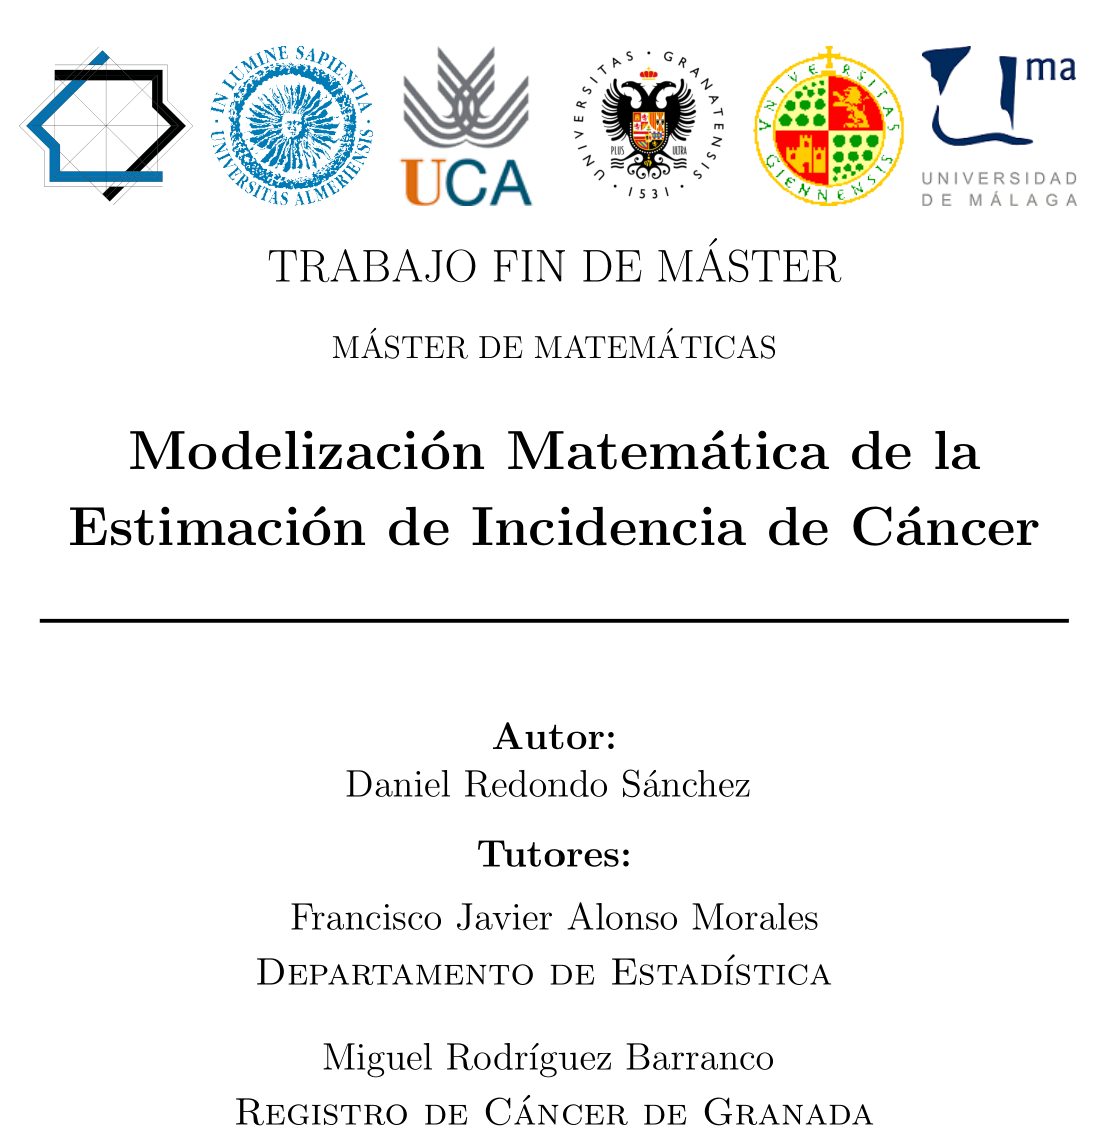 · IN LUMINE SAPIENTIA ·
UNIVERSITAS ALMERIENSIS
UCA
UNIVERSITAS · GRANATENSIS
PLUS ULTRA
· 1531 ·
VNIVERSITAS
GIENNENSIS
uma
UNIVERSIDAD
DE MÁLAGA
TRABAJO FIN DE MÁSTER
MÁSTER DE MATEMÁTICAS
Modelización Matemática de la
Estimación de Incidencia de Cáncer
Autor:
Daniel Redondo Sánchez
Tutores:
Francisco Javier Alonso Morales
Departamento de Estadística
Miguel Rodríguez Barranco
Registro de Cáncer de Granada